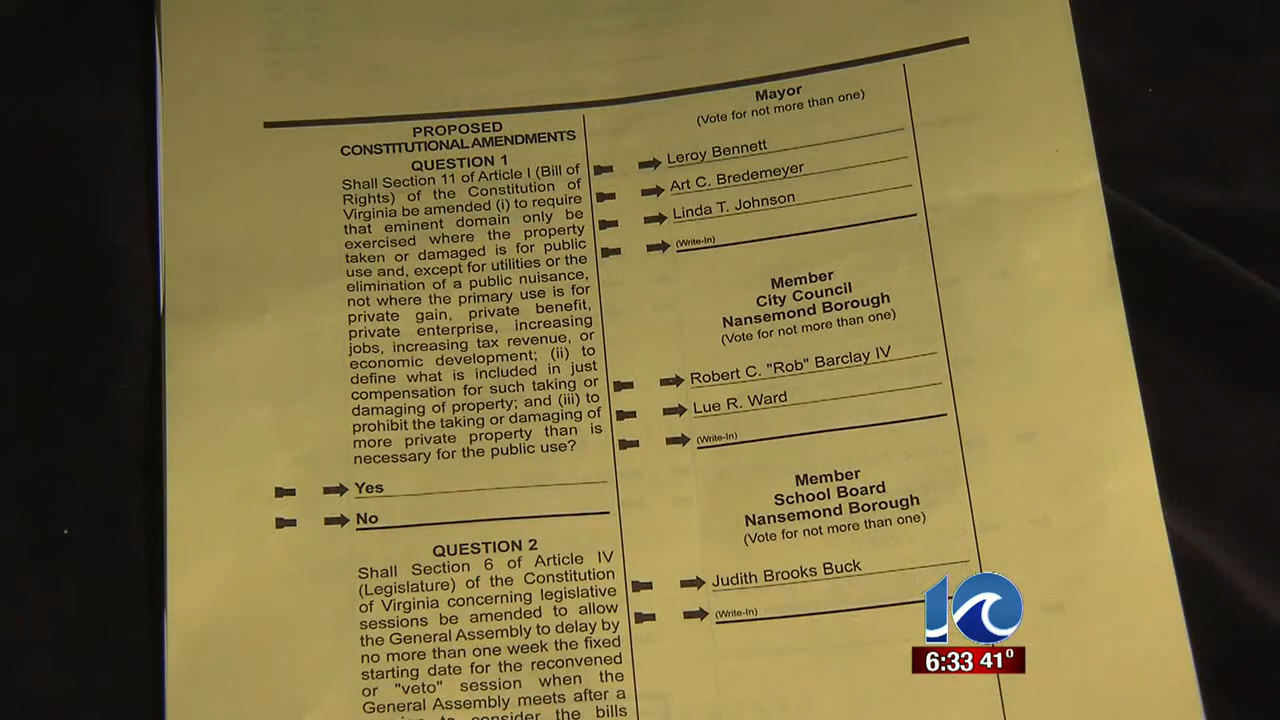 PROPOSED
CONSTITUTIONAL AMENDMENTS
QUESTION 1
Shall Section 11 of Article I (Bill of
Rights) of the Constitution of
Virginia be amended (i) to require
that eminent domain only be
exercised where the property
taken or damaged is for public
use and, except for utilities or the
elimination of a public nuisance,
not where the primary use is for
private gain, private benefit,
private enterprise, increasing
jobs, increasing tax revenue, or
economic development; (ii) to
define what is included in just
compensation for such taking or
damaging of property; and (iii) to
prohibit the taking or damaging of
more private property than is
necessary for the public use?
Yes
No
QUESTION 2
Shall Section 6 of Article IV
(Legislature) of the Constitution
of Virginia concerning legislative
sessions be amended to allow
the General Assembly to delay by
no more than one week the fixed
starting date for the reconvened
or "veto" session when the
General Assembly meets after a
to consider the bills
Mayor
(Vote for not more than one)
Leroy Bennett
Art C. Bredemeyer
Linda T. Johnson
(Write-In)
Member
City Council
Nansemond Borough
(Vote for not more than one)
Robert C. "Rob" Barclay IV
Lue R. Ward
(Write-In)
Member
School Board
Nansemond Borough
(Vote for not more than one)
Judith Brooks Buck
(Write-In)
10
6:33 41°